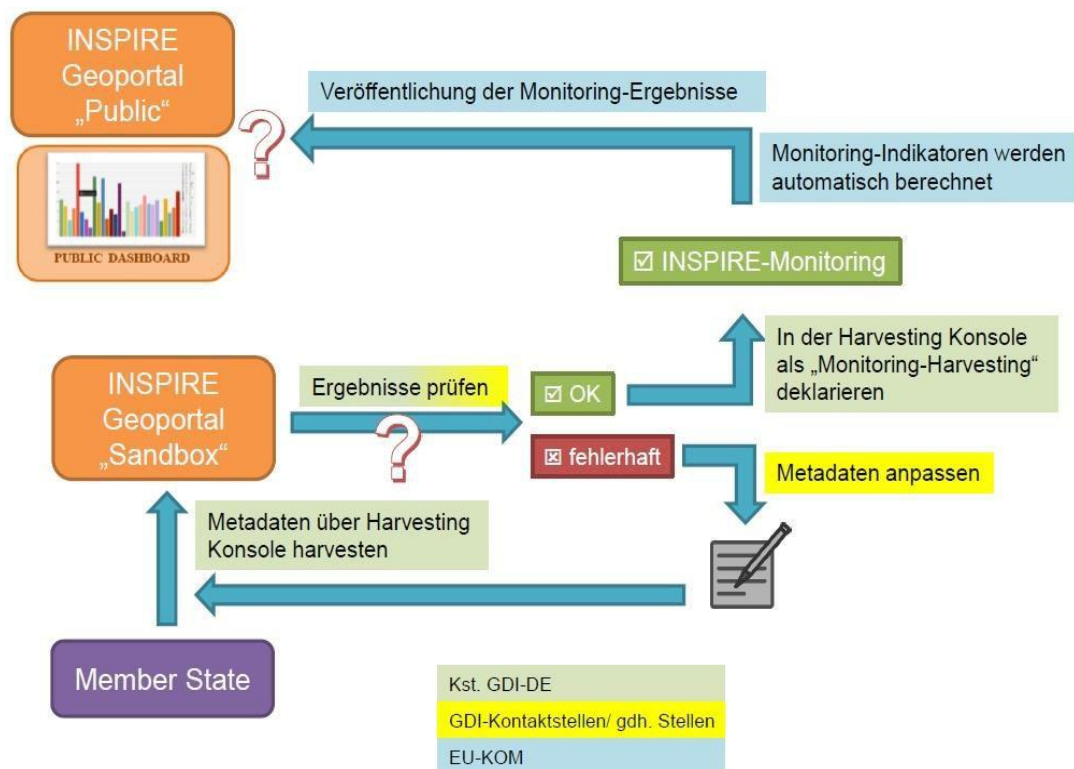 INSPIRE
Geoportal
„Public“
PUBLIC DASHBOARD
Veröffentlichung der Monitoring-Ergebnisse
Monitoring-Indikatoren werden
automatisch berechnet
☑ INSPIRE-Monitoring
In der Harvesting Konsole
als „Monitoring-Harvesting“
deklarieren
INSPIRE
Geoportal
„Sandbox“
Ergebnisse prüfen
?
?
☑ OK
☒ fehlerhaft
Metadaten anpassen
Metadaten über Harvesting
Konsole harvesten
Member State
Kst. GDI-DE
GDI-Kontaktstellen/ gdh. Stellen
EU-KOM